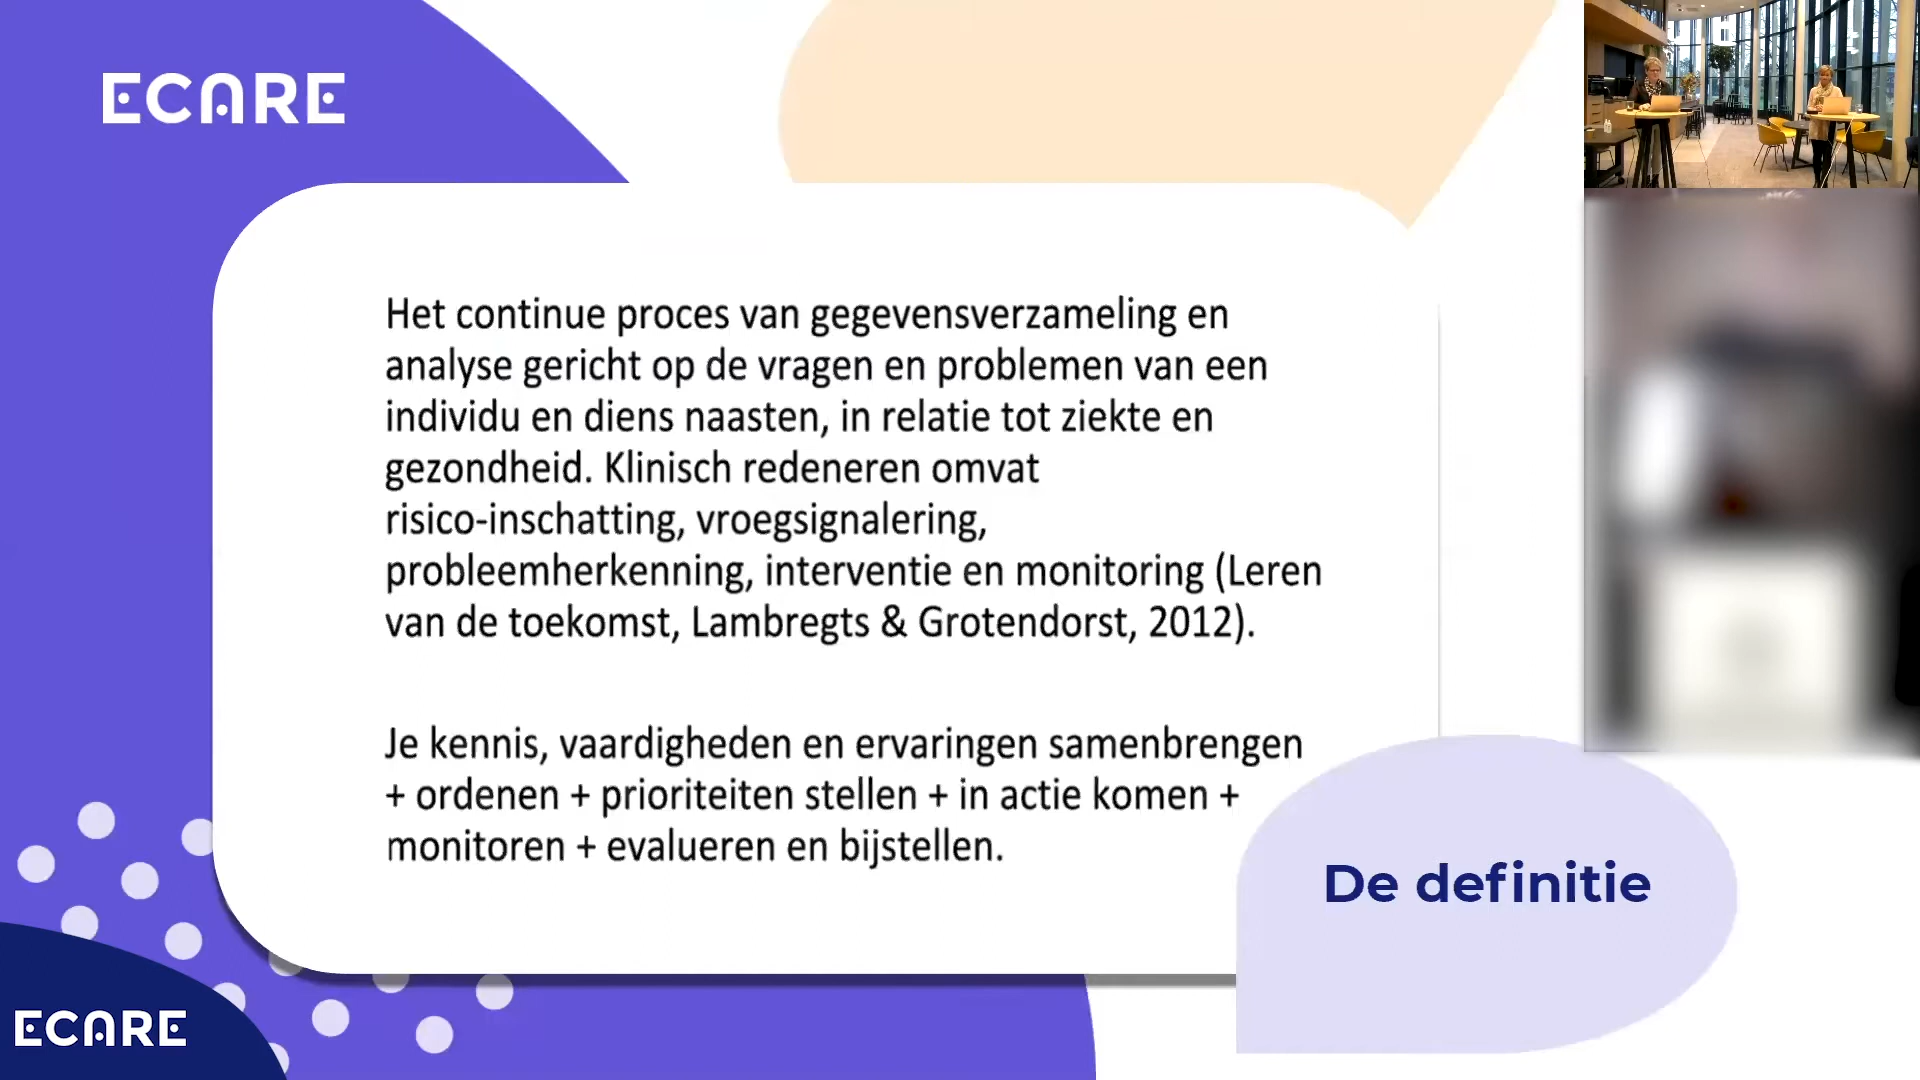 ECARE
Het continue proces van gegevensverzameling en
analyse gericht op de vragen en problemen van een
individu en diens naasten, in relatie tot ziekte en
gezondheid. Klinisch redeneren omvat
risico-inschatting, vroegsignalering,
probleemherkenning, interventie en monitoring (Leren
van de toekomst, Lambregts & Grotendorst, 2012).
Je kennis, vaardigheden en ervaringen samenbrengen
+ ordenen + prioriteiten stellen + in actie komen +
monitoren + evalueren en bijstellen.
De definitie
ECARE